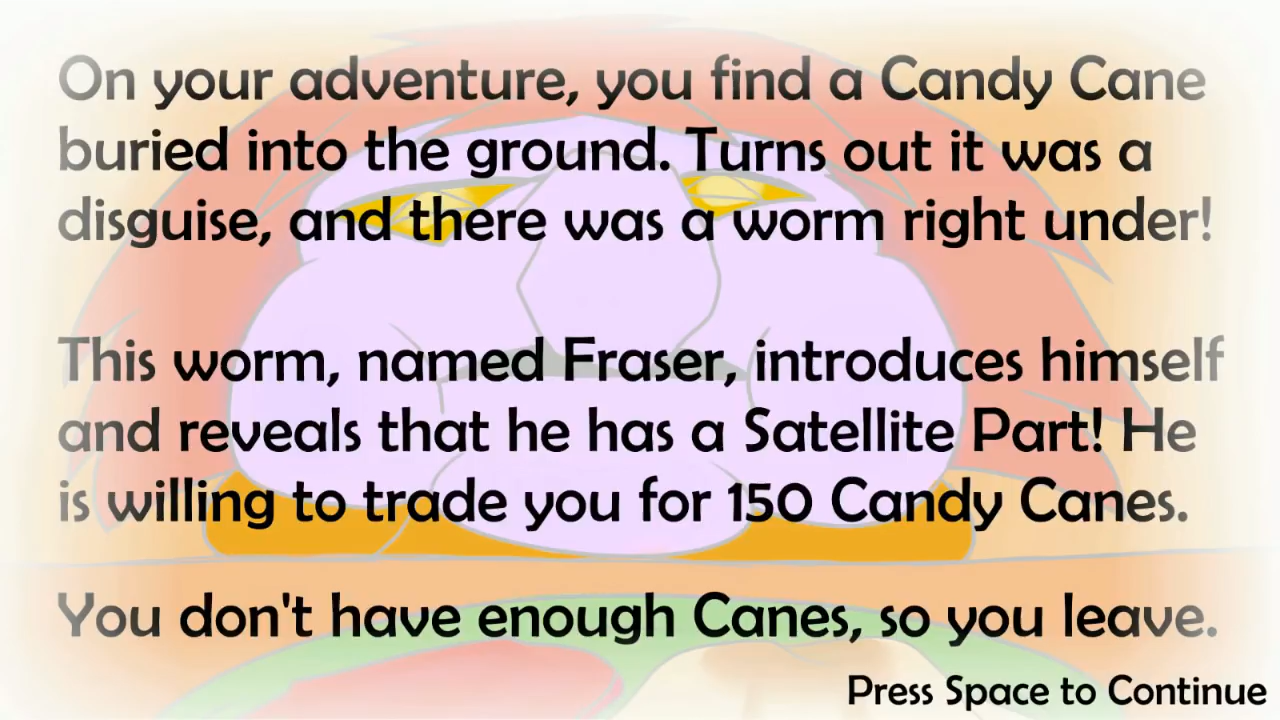 On your adventure, you find a Candy Cane
buried into the ground. Turns out it was a
disguise, and there was a worm right under!
This worm, named Fraser, introduces himself
and reveals that he has a Satellite Part! He
is willing to trade you for 150 Candy Canes.
You don't have enough Canes, so you leave.
Press Space to Continue